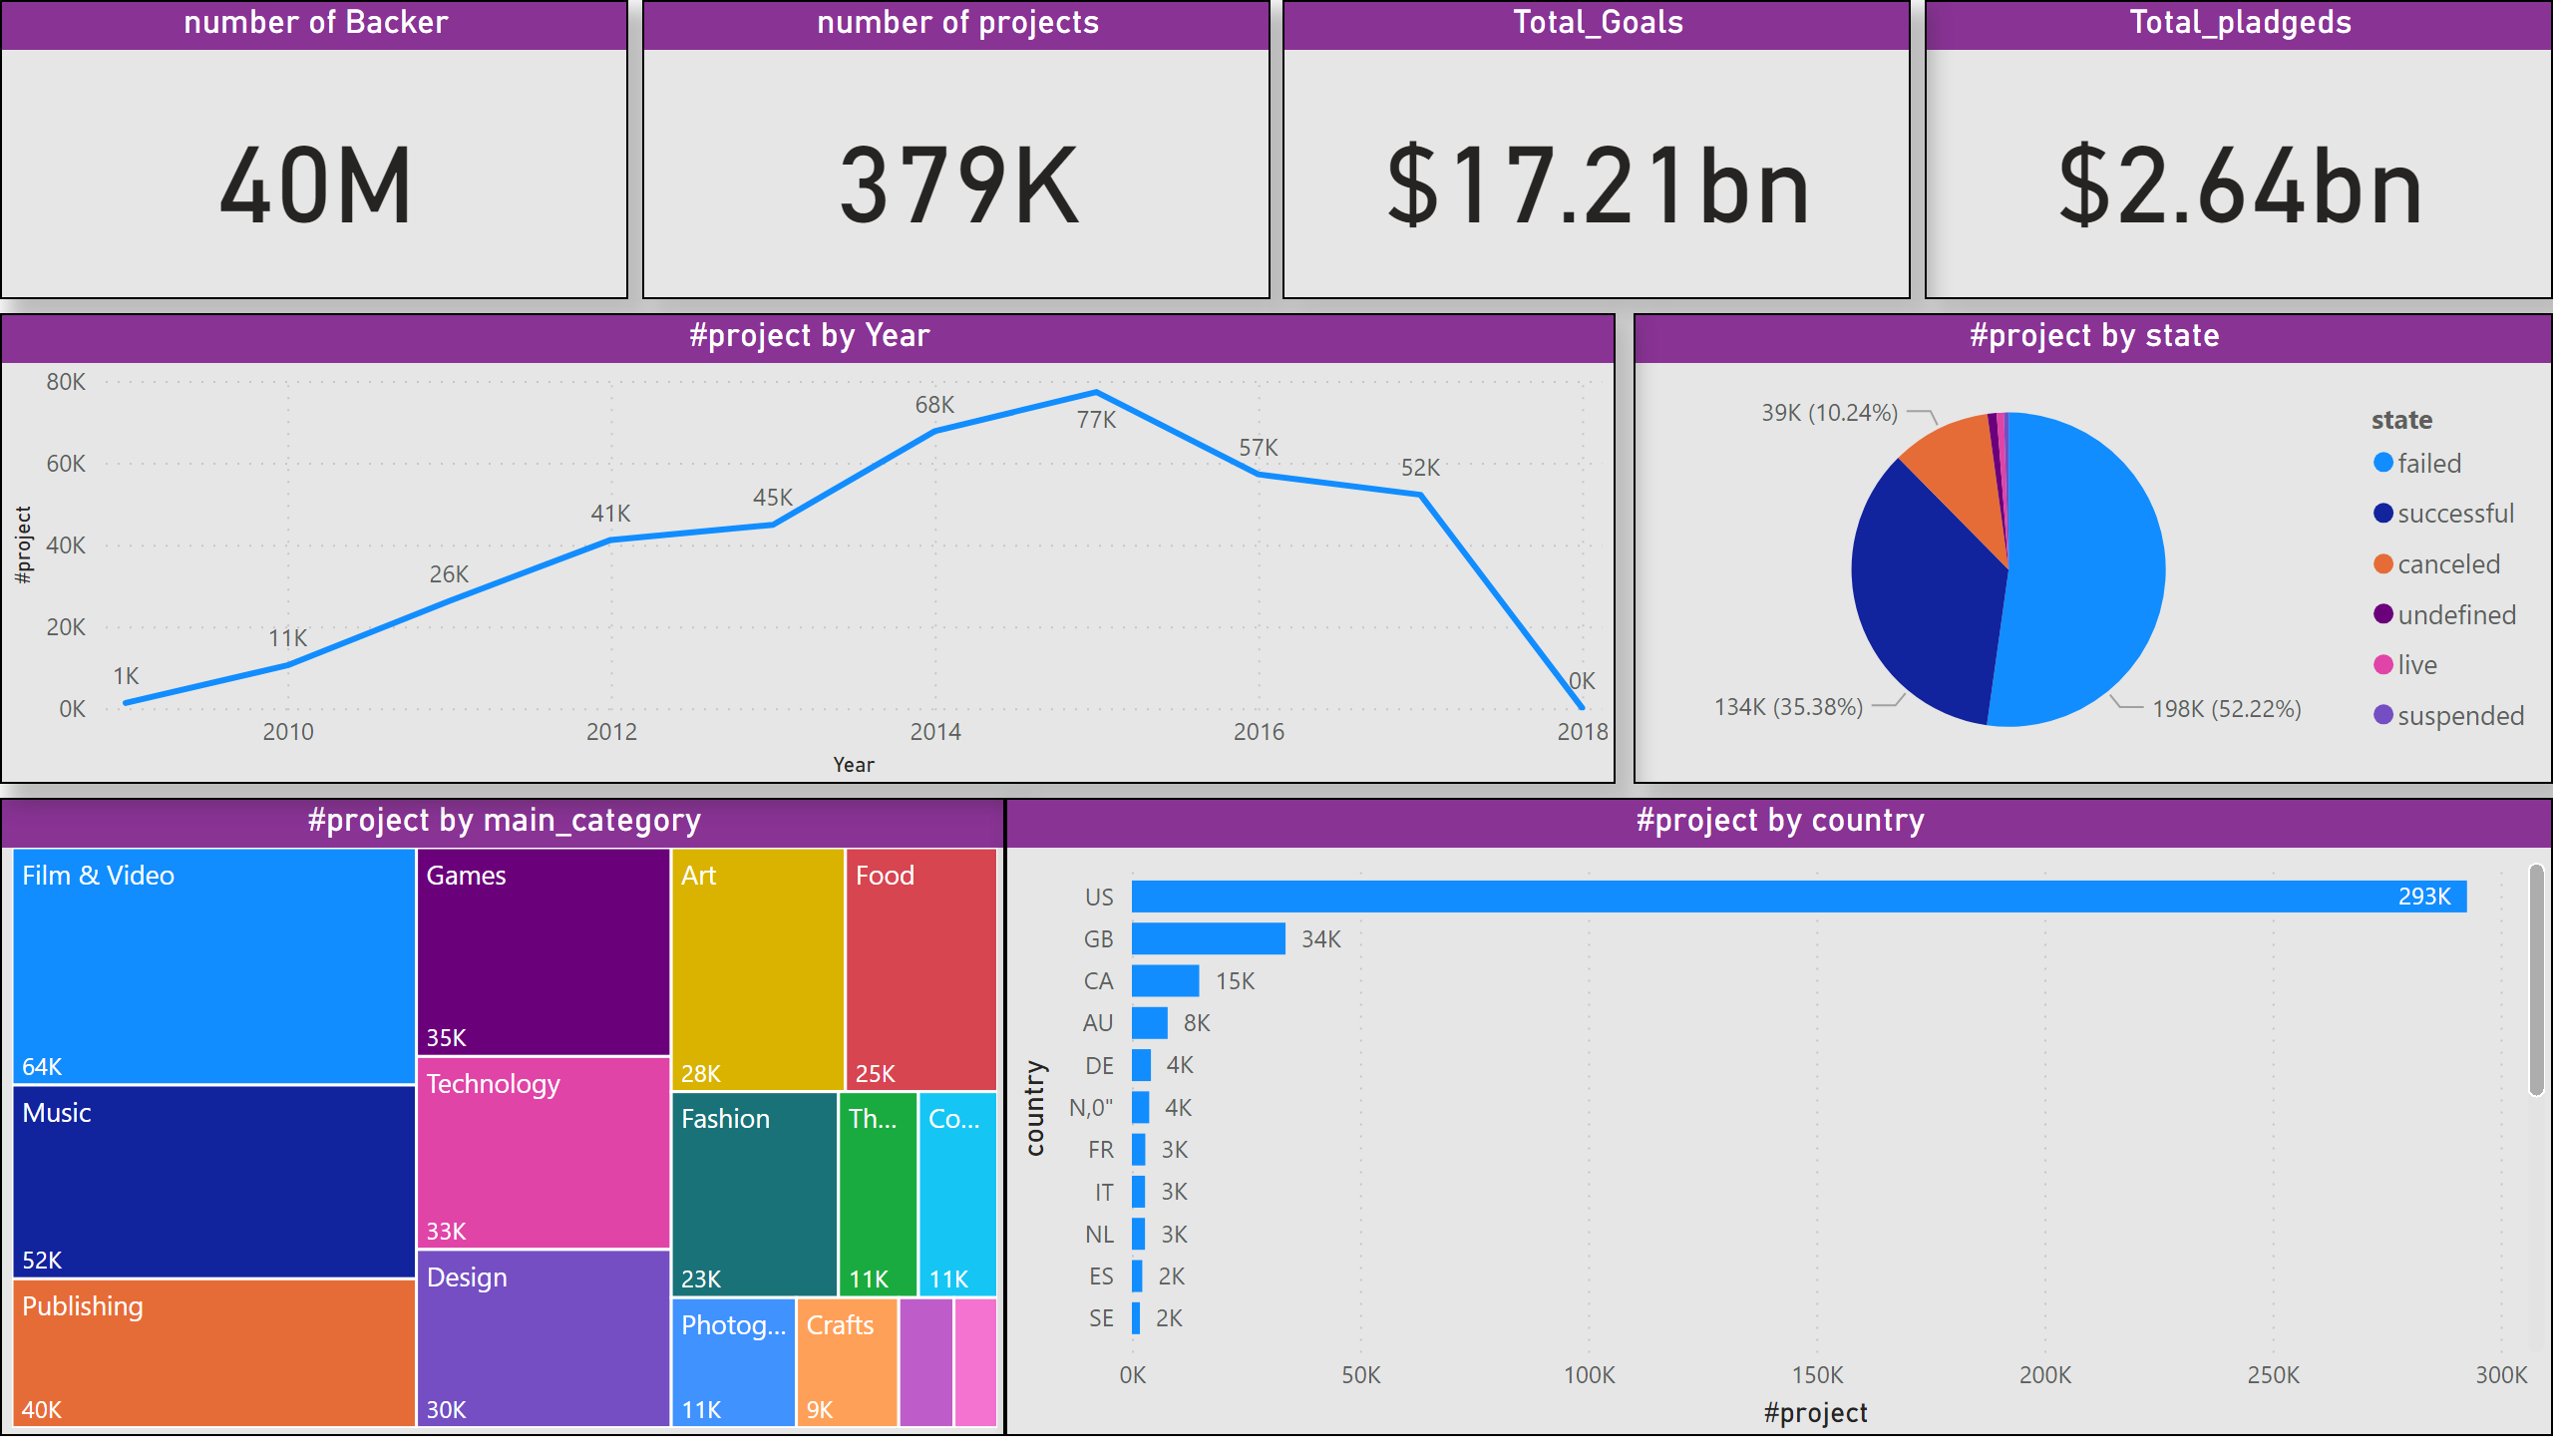 number of Backer
40M
number of projects
379K
Total_Goals
$17.21bn
Total_pladgeds
$2.64bn
#project by Year
#project
80K
60K
40K
20K
0K
1K
11K
26K
41K
45K
68K
77K
57K
52K
0K
2010
2012
2014
2016
2018
Year
#project by state
39K (10.24%)
134K (35.38%)
198K (52.22%)
state
failed
successful
canceled
undefined
live
suspended
#project by main_category
Film & Video
64K
Music
52K
Publishing
40K
Games
35K
Technology
33K
Design
30K
Art
28K
Food
25K
Fashion
23K
Th...
11K
Co...
11K
Photog...
11K
Crafts
9K
#project by country
country
US 293K
GB 34K
CA 15K
AU 8K
DE 4K
N,0" 4K
FR 3K
IT 3K
NL 3K
ES 2K
SE 2K
0K 50K 100K 150K 200K 250K 300K
#project